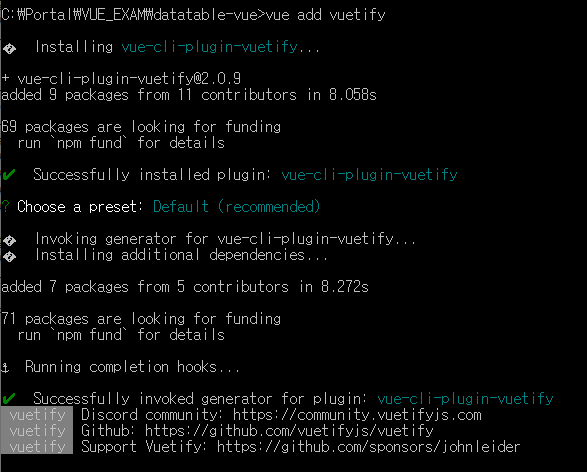 C:₩Portal₩VUE_EXAM₩datatable-vue>vue add vuetify
�  Installing vue-cli-plugin-vuetify...
+ vue-cli-plugin-vuetify@2.0.9
added 9 packages from 11 contributors in 8.058s
69 packages are looking for funding
run `npm fund` for details
✔  Successfully installed plugin: vue-cli-plugin-vuetify
? Choose a preset: Default (recommended)
�  Invoking generator for vue-cli-plugin-vuetify...
�  Installing additional dependencies...
added 7 packages from 5 contributors in 8.272s
71 packages are looking for funding
run `npm fund` for details
⚓  Running completion hooks...
✔  Successfully invoked generator for plugin: vue-cli-plugin-vuetify
vuetify  Discord community: https://community.vuetifyjs.com
vuetify  Github: https://github.com/vuetifyjs/vuetify
vuetify  Support Vuetify: https://github.com/sponsors/johnleider